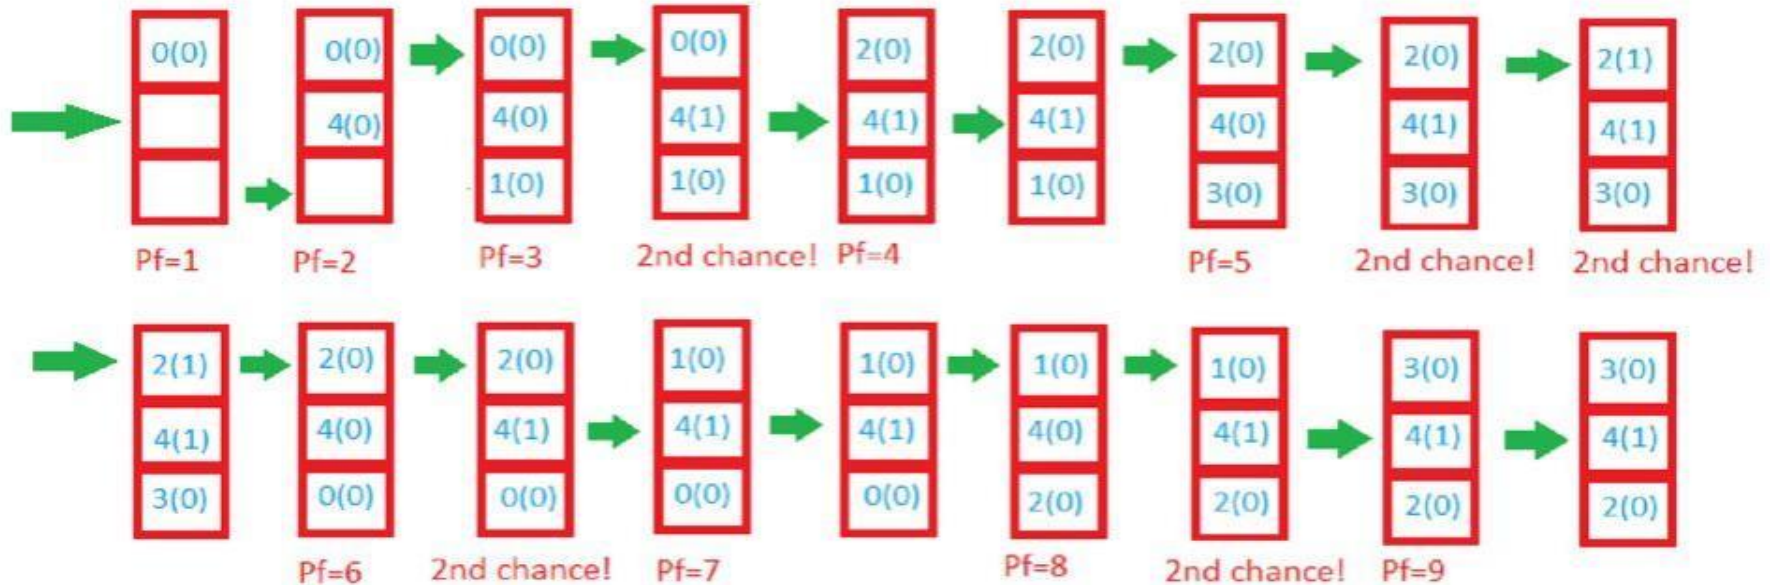 0(0) 0(0) 0(0) 0(0) 2(0) 2(0) 2(0) 2(0) 2(1)
4(0) 4(0) 4(1) 4(1) 4(1) 4(0) 4(1) 4(1)
1(0) 1(0) 1(0) 1(0) 3(0) 3(0) 3(0)
Pf=1 Pf=2 Pf=3 2nd chance! Pf=4 Pf=5 2nd chance! 2nd chance!
2(1) 2(0) 2(0) 1(0) 1(0) 1(0) 1(0) 3(0) 3(0)
4(1) 4(0) 4(1) 4(1) 4(1) 4(0) 4(1) 4(1) 4(1)
3(0) 0(0) 0(0) 0(0) 0(0) 2(0) 2(0) 2(0) 2(0)
Pf=6 2nd chance! Pf=7 Pf=8 2nd chance! Pf=9